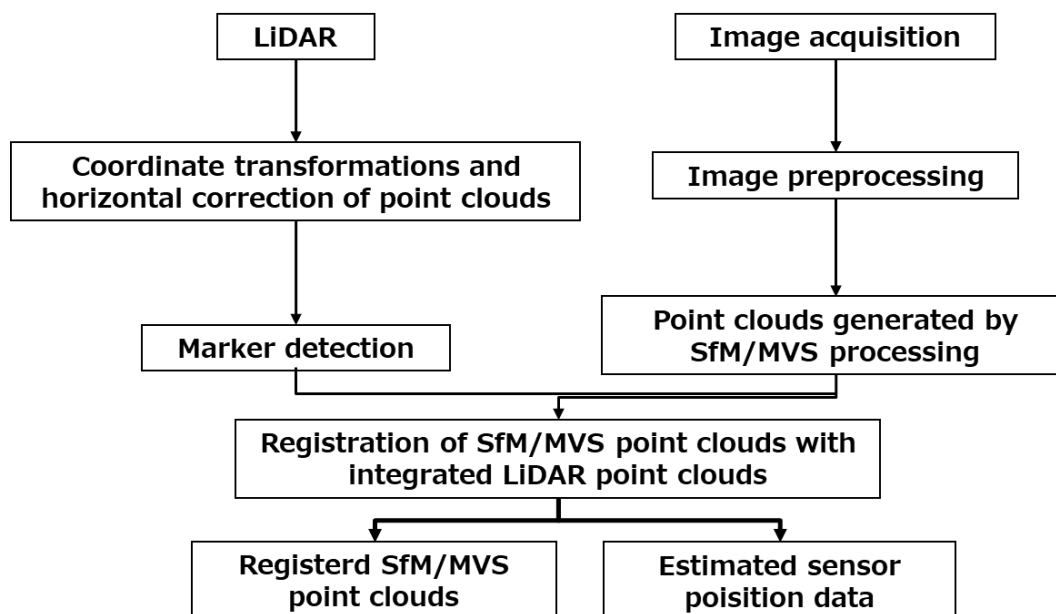 LiDAR
Image acquisition
Coordinate transformations and
horizontal correction of point clouds
Image preprocessing
Marker detection
Point clouds generated by
SfM/MVS processing
Registration of SfM/MVS point clouds with
integrated LiDAR point clouds
Registerd SfM/MVS
point clouds
Estimated sensor
poisition data